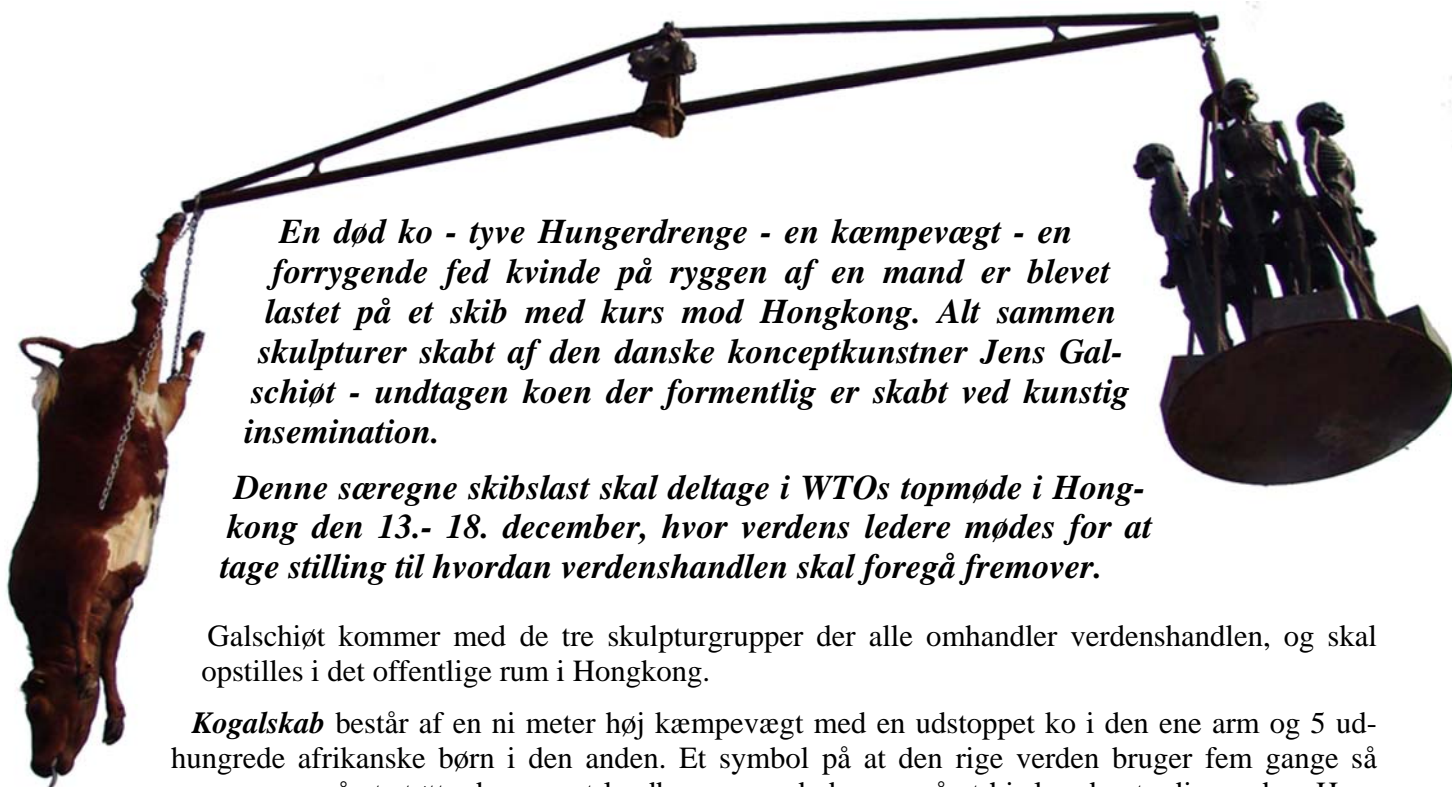 En død ko - tyve Hungerdrenge - en kæmpevægt - en
forrygende fed kvinde på ryggen af en mand er blevet
lastet på et skib med kurs mod Hongkong. Alt sammen
skulpturer skabt af den danske konceptkunstner Jens Gal-
schiøt - undtagen koen der formentlig er skabt ved kunstig
insemination.
Denne særegne skibslast skal deltage i WTOs topmøde i Hong-
kong den 13.- 18. december, hvor verdens ledere mødes for at
tage stilling til hvordan verdenshandlen skal foregå fremover.
Galschiøt kommer med de tre skulpturgrupper der alle omhandler verdenshandlen, og skal
opstilles i det offentlige rum i Hongkong.
Kogalskab består af en ni meter høj kæmpevægt med en udstoppet ko i den ene arm og 5 ud-
hungrede afrikanske børn i den anden. Et symbol på at den rige verden bruger fem gange så